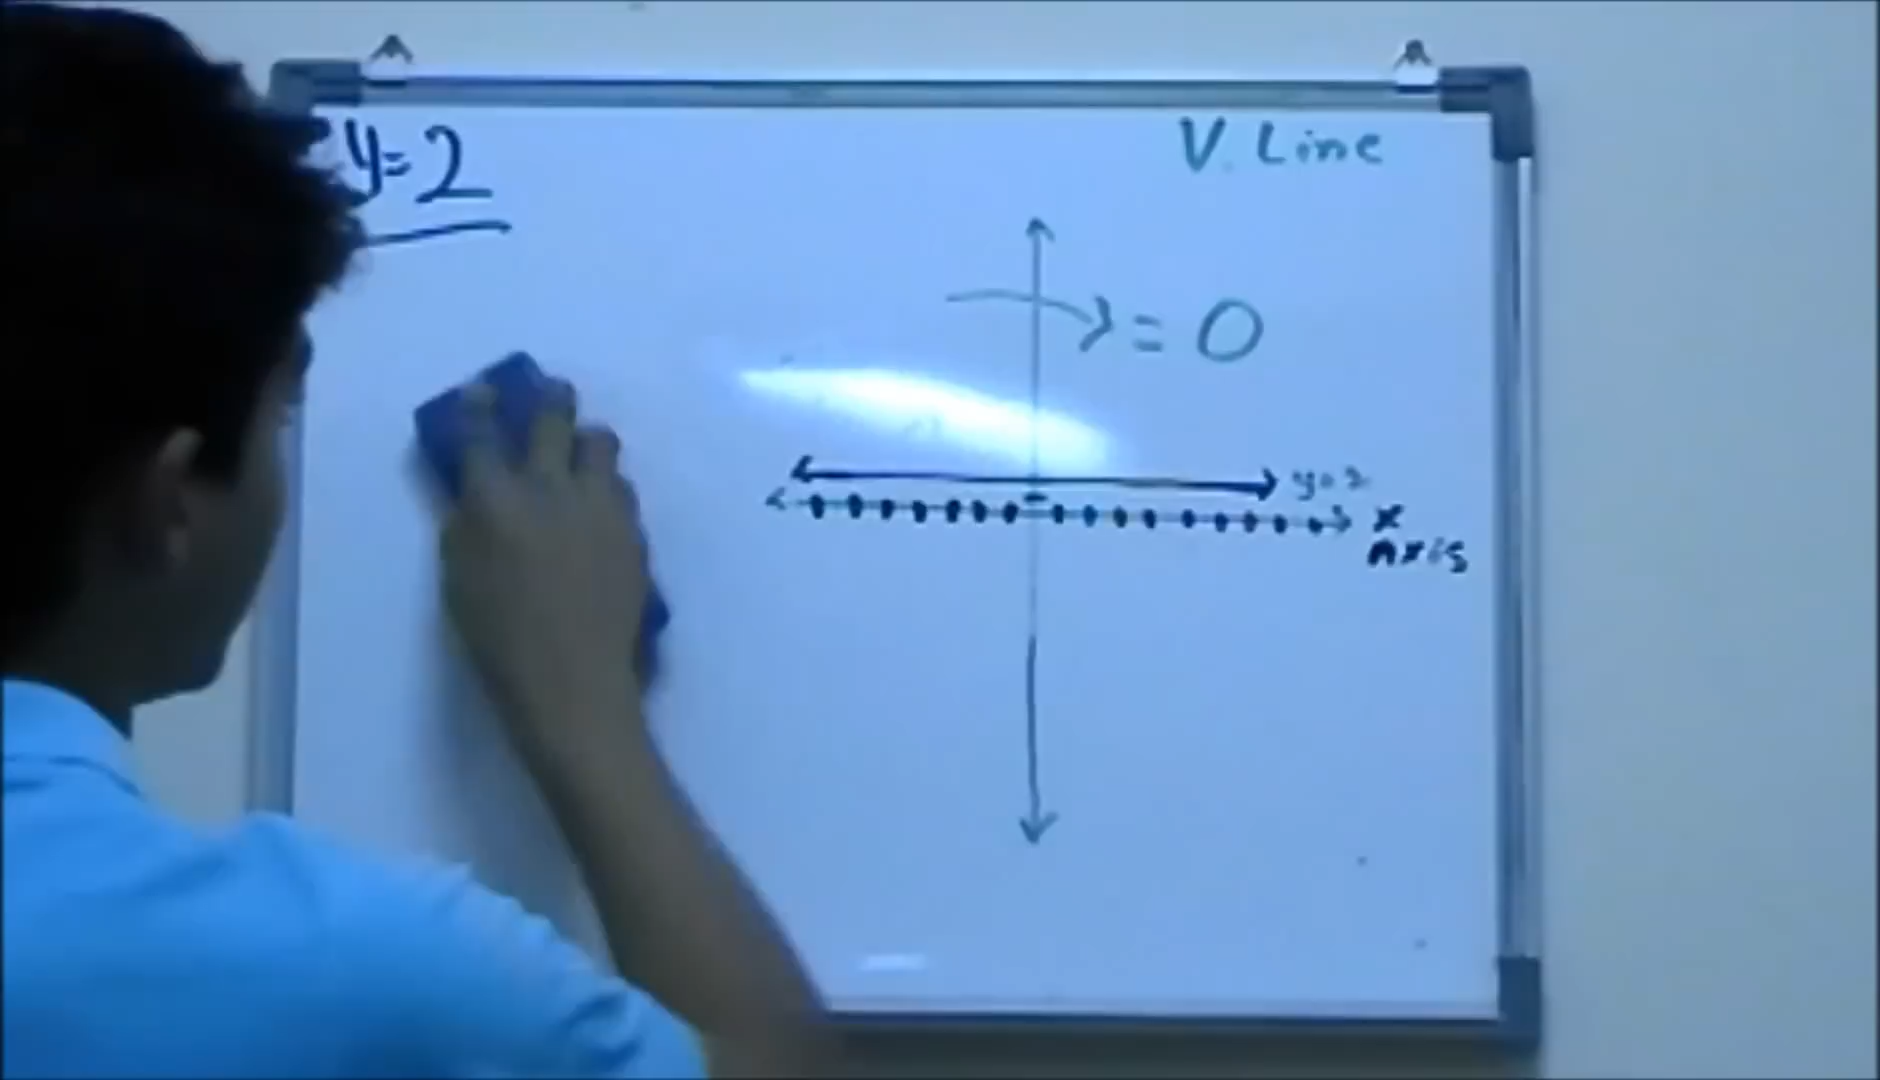 y=2
V. Line
= 0
y=2
x
Axis